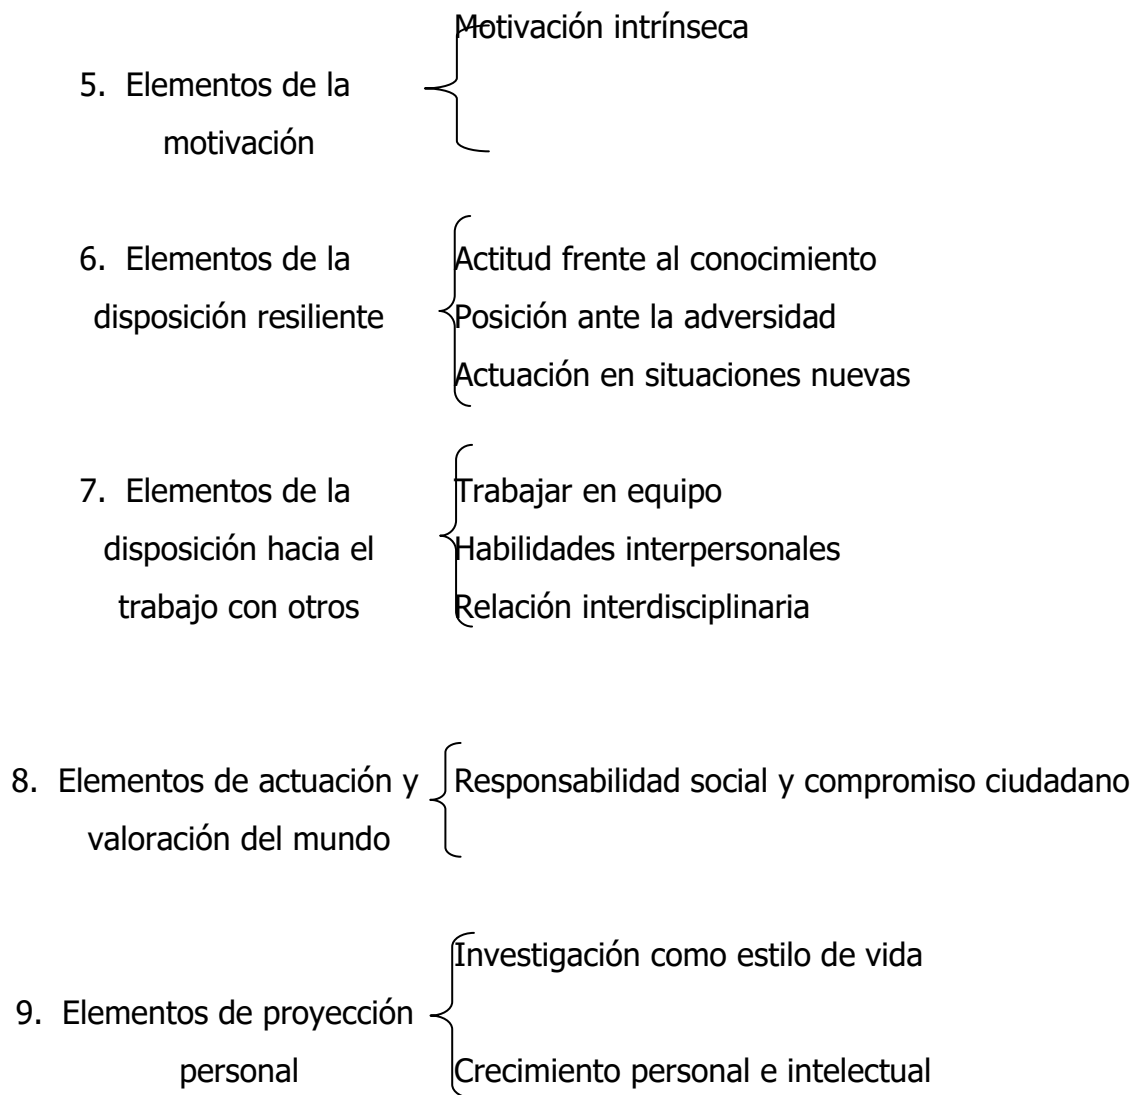 Motivación intrínseca
5. Elementos de la
motivación
6. Elementos de la
disposición resiliente
Actitud frente al conocimiento
Posición ante la adversidad
Actuación en situaciones nuevas
7. Elementos de la
disposición hacia el
trabajo con otros
Trabajar en equipo
Habilidades interpersonales
Relación interdisciplinaria
8. Elementos de actuación y
valoración del mundo
Responsabilidad social y compromiso ciudadano
9. Elementos de proyección
personal
Investigación como estilo de vida
Crecimiento personal e intelectual